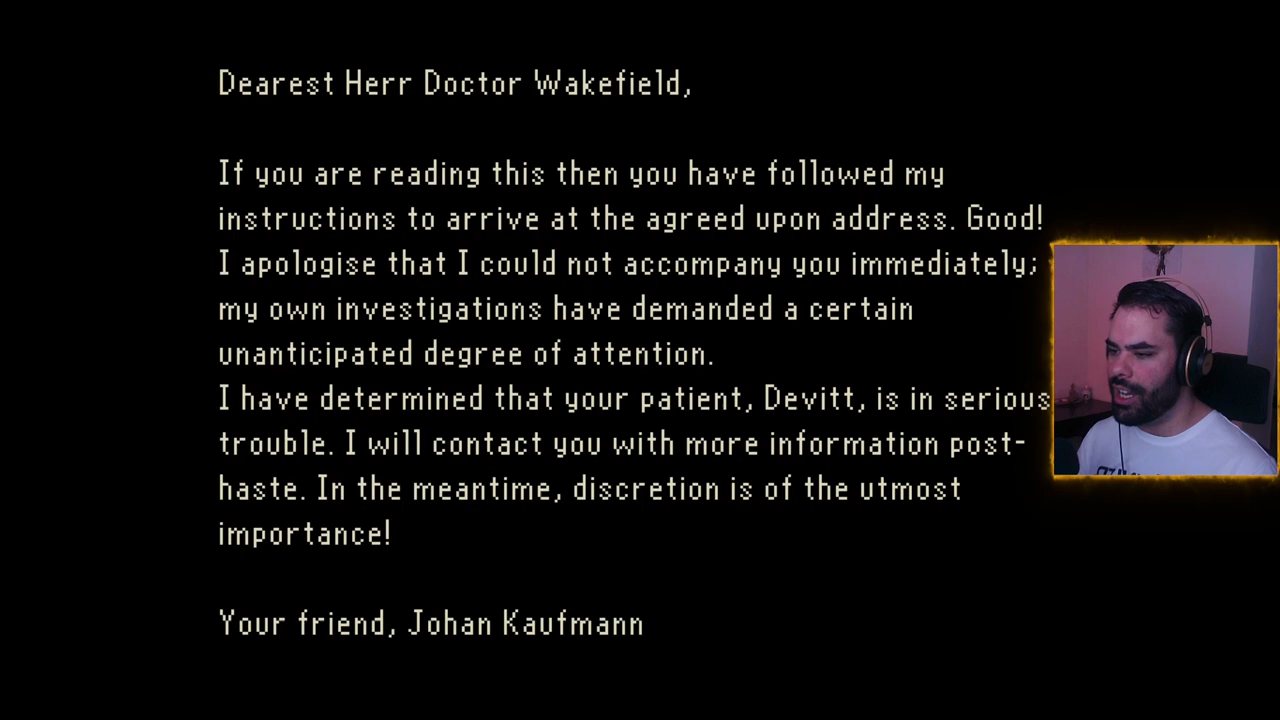 Dearest Herr Doctor Wakefield,
If you are reading this then you have followed my
instructions to arrive at the agreed upon address. Good!
I apologise that I could not accompany you immediately;
my own investigations have demanded a certain
unanticipated degree of attention.
I have determined that your patient, Devitt, is in serious
trouble. I will contact you with more information post-
haste. In the meantime, discretion is of the utmost
importance!
Your friend, Johan Kaufmann